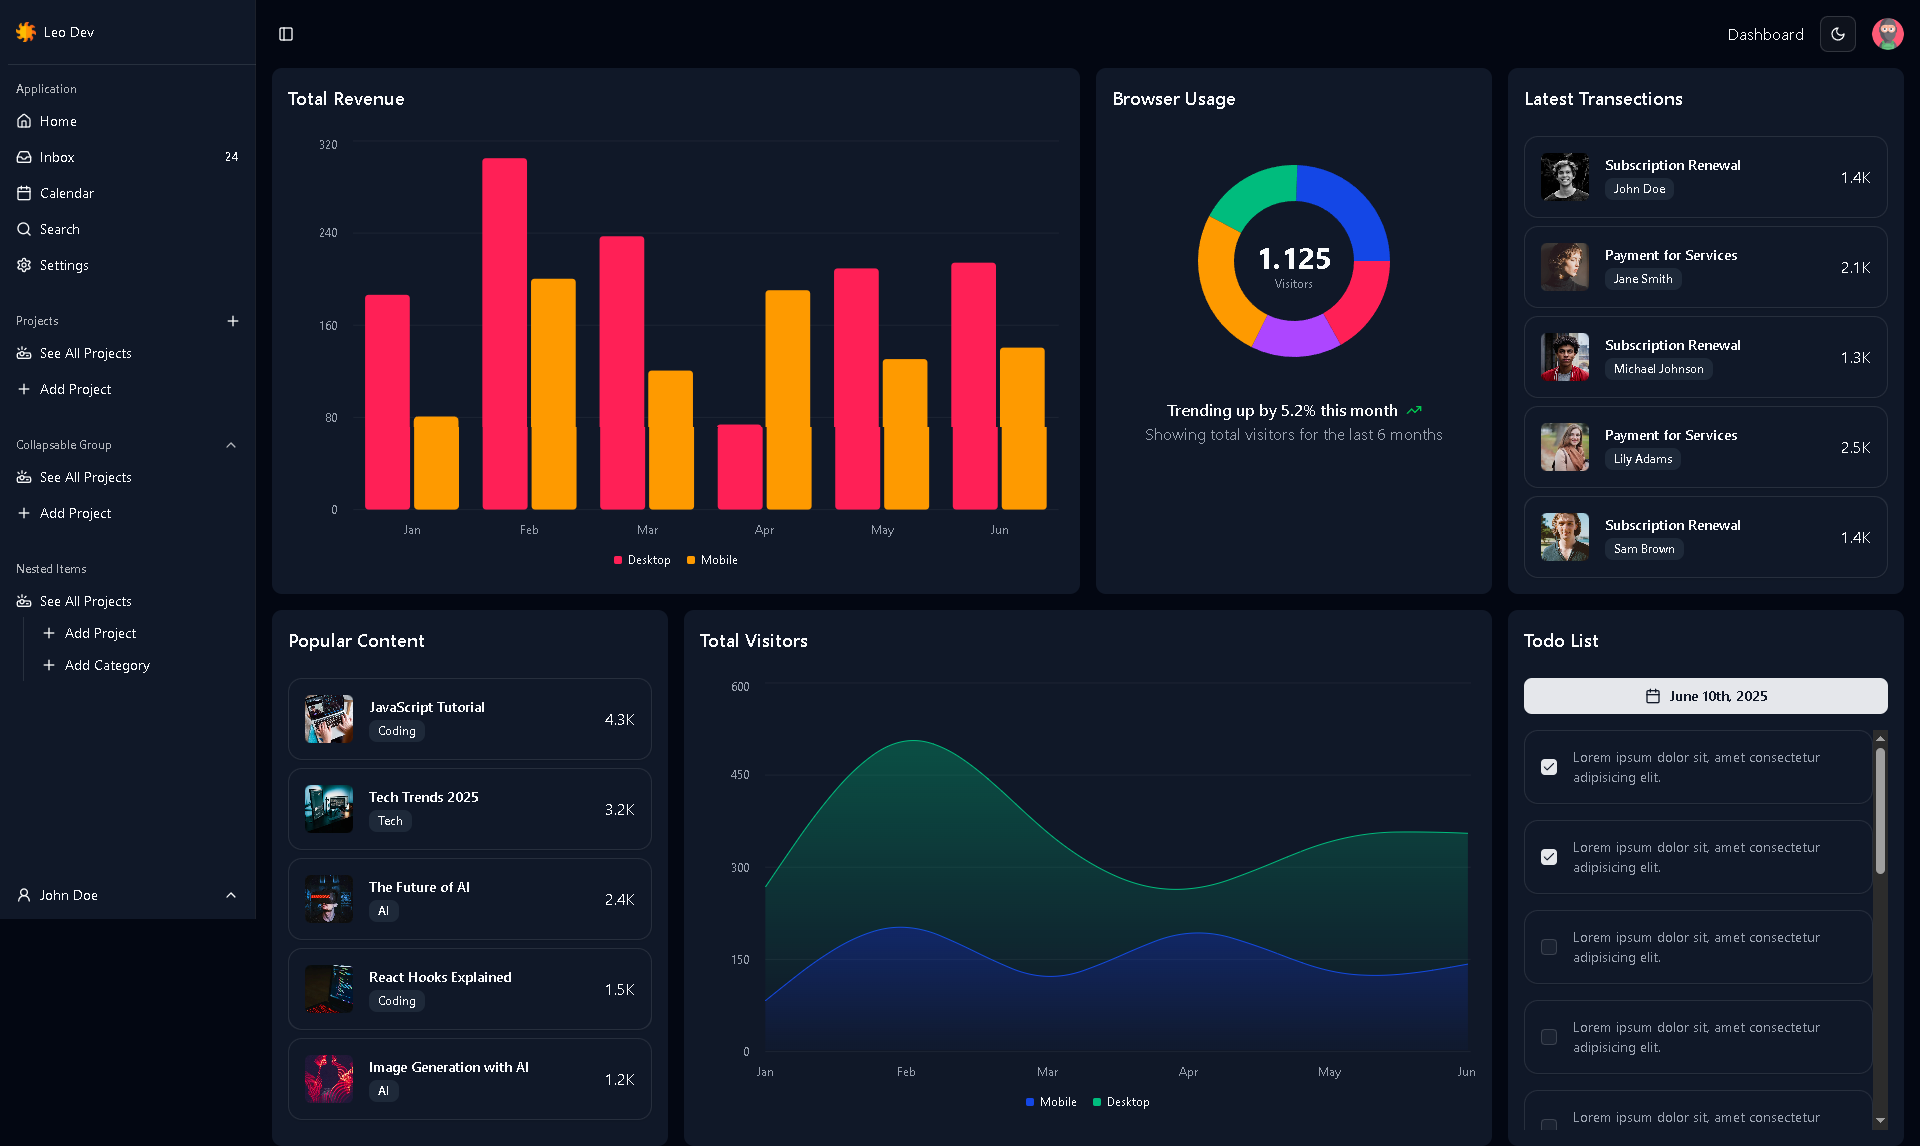 Leo Dev
Application
Home
Inbox 24
Calendar
Search
Settings
Projects
See All Projects
Add Project
Collapsable Group
See All Projects
Add Project
Nested Items
See All Projects
Add Project
Add Category
John Doe
Dashboard
Total Revenue
320
240
160
80
0
Jan Feb Mar Apr May Jun
Desktop Mobile
Browser Usage
1.125
Visitors
Trending up by 5.2% this month
Showing total visitors for the last 6 months
Latest Transections
Subscription Renewal
John Doe
1.4K
Payment for Services
Jane Smith
2.1K
Subscription Renewal
Michael Johnson
1.3K
Payment for Services
Lily Adams
2.5K
Subscription Renewal
Sam Brown
1.4K
Popular Content
JavaScript Tutorial
Coding
4.3K
Tech Trends 2025
Tech
3.2K
The Future of AI
AI
2.4K
React Hooks Explained
Coding
1.5K
Image Generation with AI
AI
1.2K
Total Visitors
600
450
300
150
0
Jan Feb Mar Apr May Jun
Mobile Desktop
Todo List
June 10th, 2025
Lorem ipsum dolor sit, amet consectetur
adipisicing elit.
Lorem ipsum dolor sit, amet consectetur
adipisicing elit.
Lorem ipsum dolor sit, amet consectetur
adipisicing elit.
Lorem ipsum dolor sit, amet consectetur
adipisicing elit.
Lorem ipsum dolor sit, amet consectetur